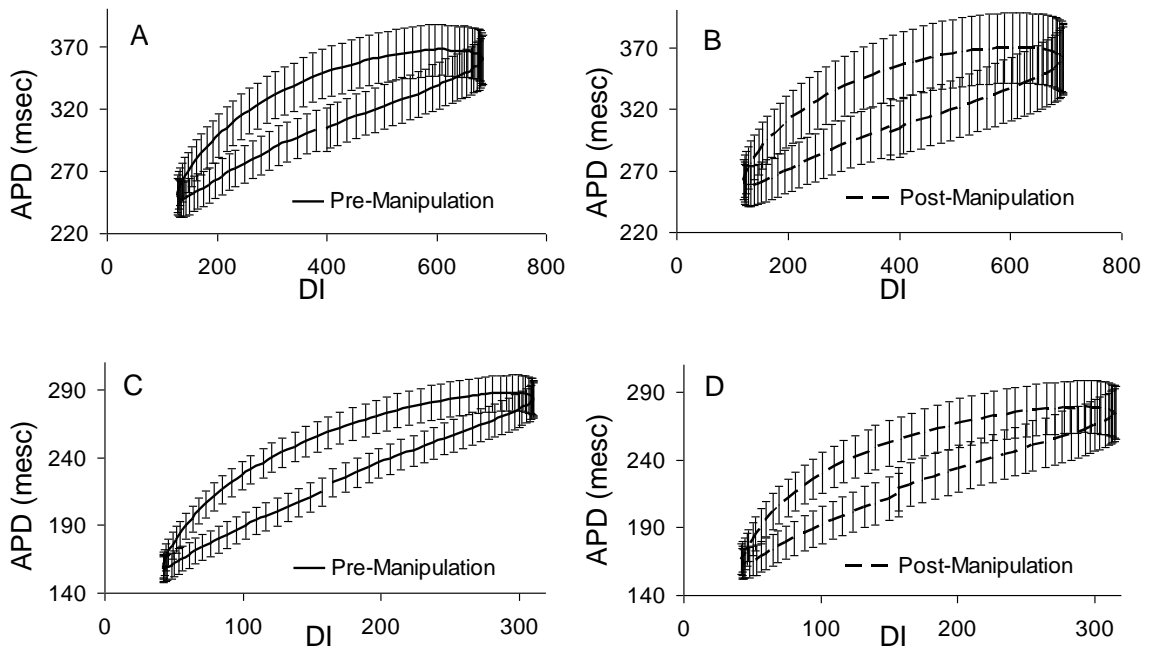 A
APD (msec)
370
320
270
220
0
200
400
600
800
DI
Pre-Manipulation
B
APD (mesc)
370
320
270
220
0
200
400
600
800
DI
Post-Manipulation
C
APD (mesc)
290
240
190
140
0
100
200
300
DI
Pre-Manipulation
D
APD (mesc)
290
240
190
140
0
100
200
300
DI
Post-Manipulation